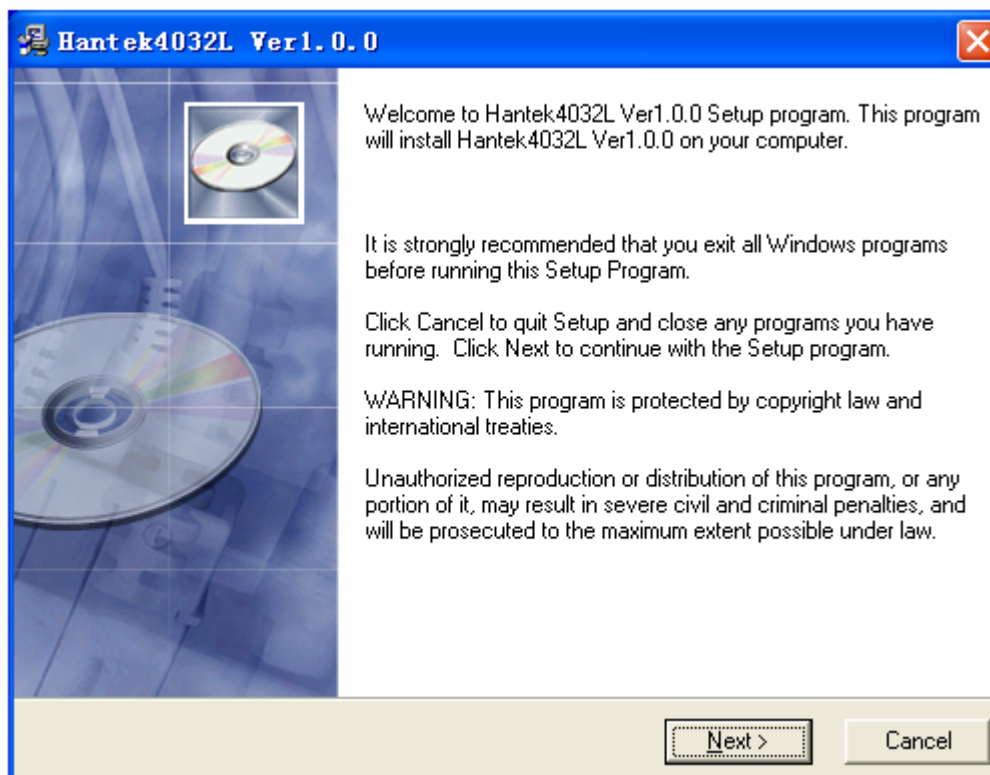 Hantek4032L Ver1.0.0
Welcome to Hantek4032L Ver1.0.0 Setup program. This program
will install Hantek4032L Ver1.0.0 on your computer.
It is strongly recommended that you exit all Windows programs
before running this Setup Program.
Click Cancel to quit Setup and close any programs you have
running.  Click Next to continue with the Setup program.
WARNING: This program is protected by copyright law and
international treaties.
Unauthorized reproduction or distribution of this program, or any
portion of it, may result in severe civil and criminal penalties, and
will be prosecuted to the maximum extent possible under law.
Next > Cancel